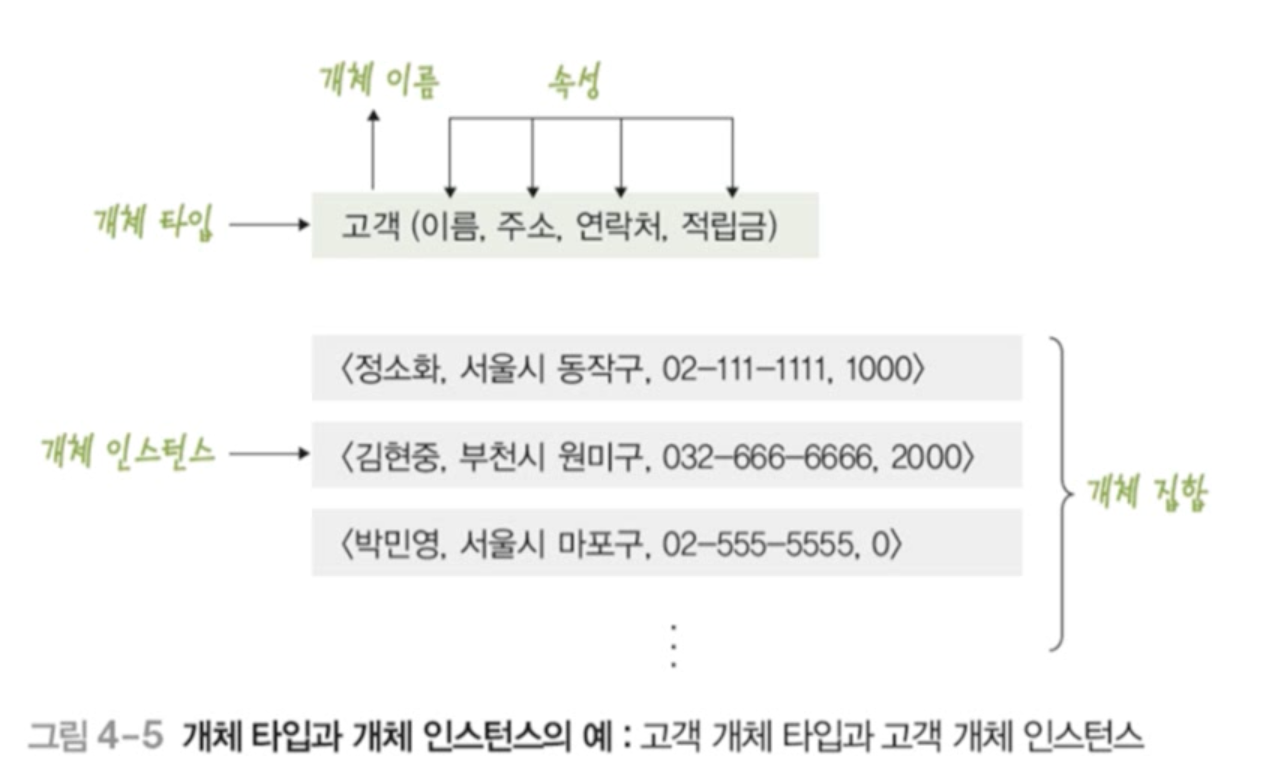 개체 이름 속성
개체 타입
고객 (이름, 주소, 연락처, 적립금)
〈정소화, 서울시 동작구, 02-111-1111, 1000〉
개체 인스턴스
〈김현중, 부천시 원미구, 032-666-6666, 2000〉
개체 집합
〈박민영, 서울시 마포구, 02-555-5555, 0〉
⋮
그림 4-5 개체 타입과 개체 인스턴스의 예 : 고객 개체 타입과 고객 개체 인스턴스